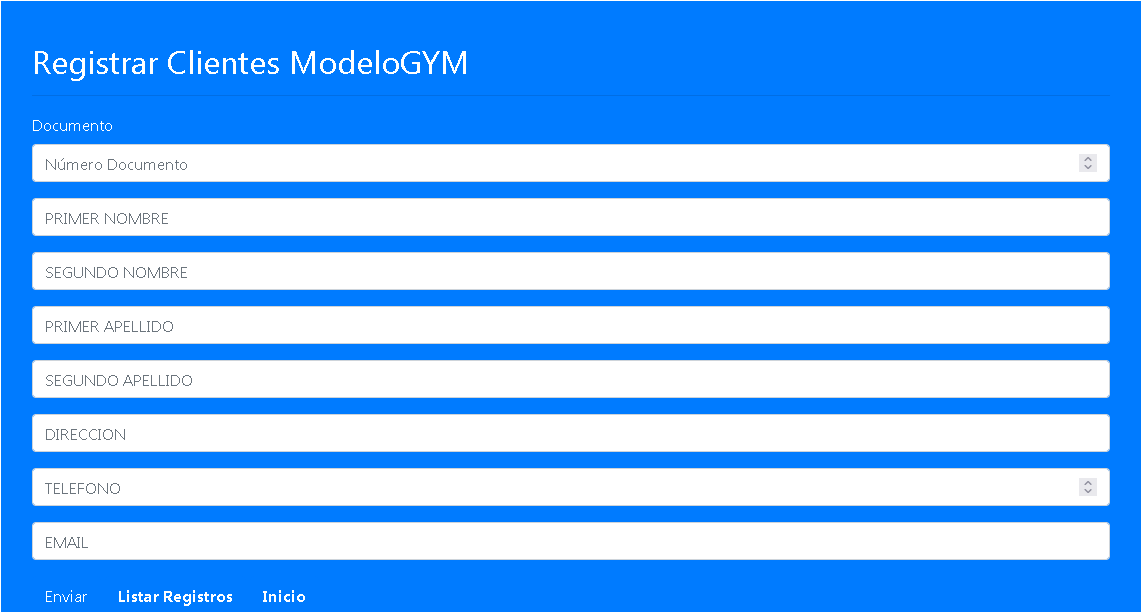 Registrar Clientes ModeloGYM
Documento
Número Documento
PRIMER NOMBRE
SEGUNDO NOMBRE
PRIMER APELLIDO
SEGUNDO APELLIDO
DIRECCION
TELEFONO
EMAIL
Enviar Listar Registros Inicio